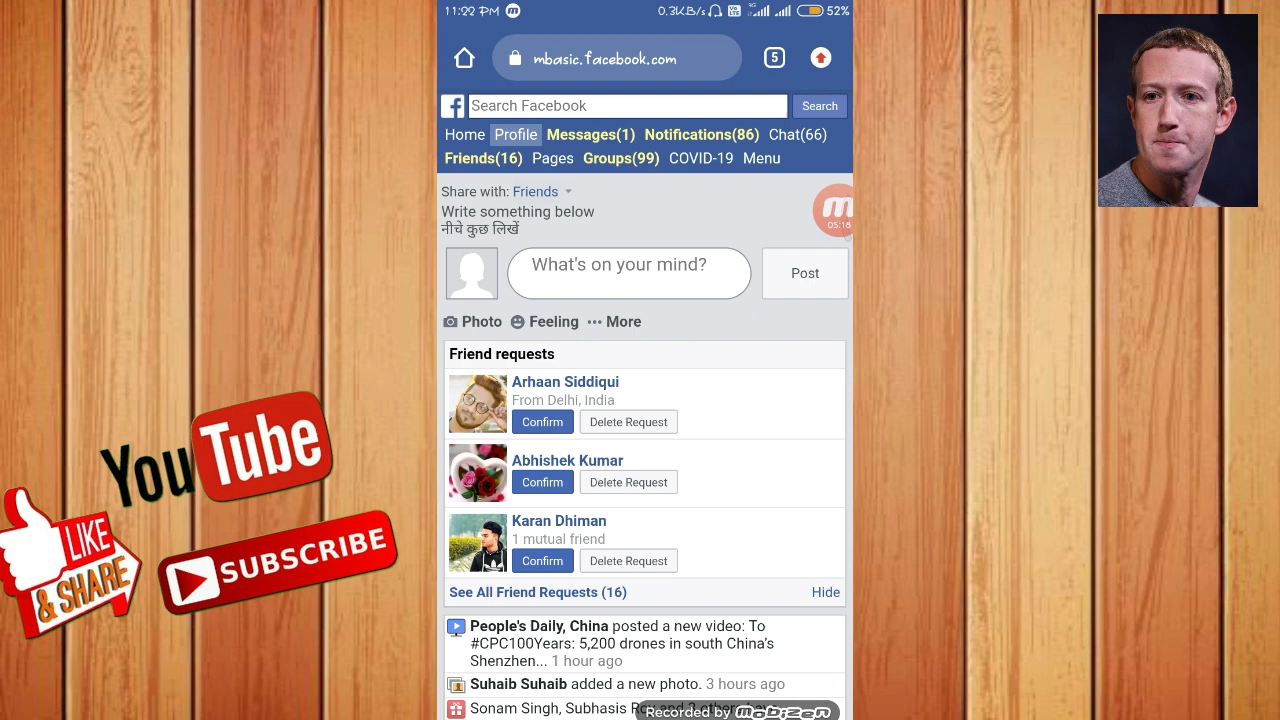 11:22 PM
0.3KB/s
VoLTE
3G
52%
mbasic.facebook.com
5
Search Facebook
Search
Home Profile Messages(1) Notifications(86) Chat(66)
Friends(16) Pages Groups(99) COVID-19 Menu
Share with: Friends
05:18
Write something below
नीचे कुछ लिखें
What's on your mind?
Post
Photo Feeling More
Friend requests
Arhaan Siddiqui
From Delhi, India
Confirm Delete Request
Abhishek Kumar
Confirm Delete Request
Karan Dhiman
1 mutual friend
Confirm Delete Request
See All Friend Requests (16) Hide
People's Daily, China posted a new video: To
#CPC100Years: 5,200 drones in south China's
Shenzhen... 1 hour ago
Suhaib Suhaib added a new photo. 3 hours ago
Sonam Singh, Subhasis
Recorded by mobizen
YouTube
LIKE
& SHARE
SUBSCRIBE